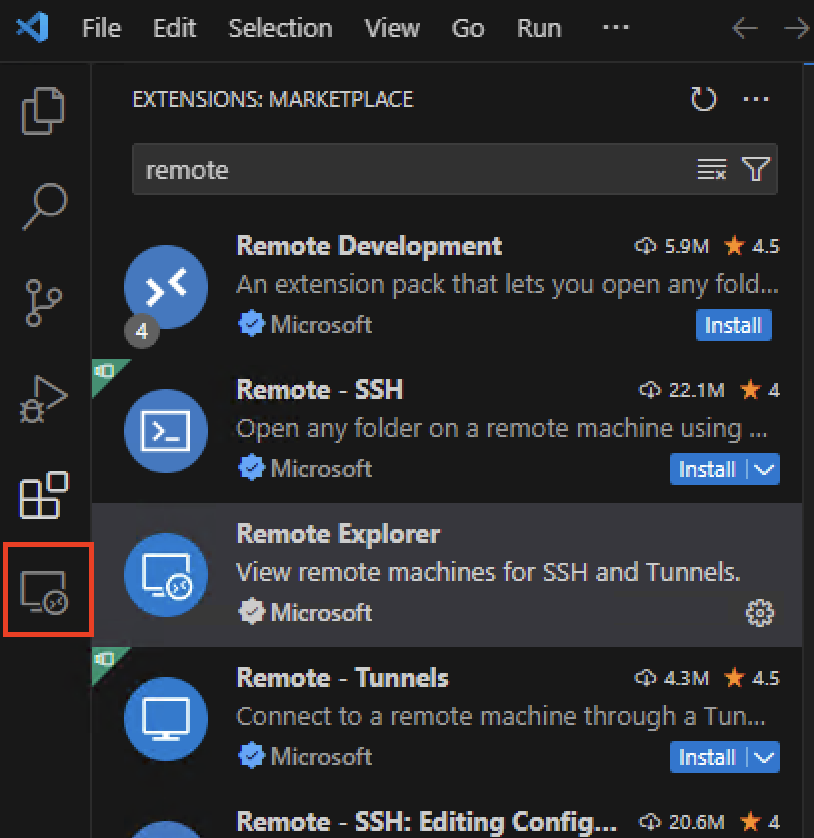 File Edit Selection View Go Run ...
EXTENSIONS: MARKETPLACE
remote
Remote Development 5.9M 4.5
An extension pack that lets you open any fold...
Microsoft Install
4
Remote - SSH 22.1M 4
Open any folder on a remote machine using ...
Microsoft Install
Remote Explorer
View remote machines for SSH and Tunnels.
Microsoft
Remote - Tunnels 4.3M 4.5
Connect to a remote machine through a Tun...
Microsoft Install
Remote - SSH: Editing Config... 20.6M 4